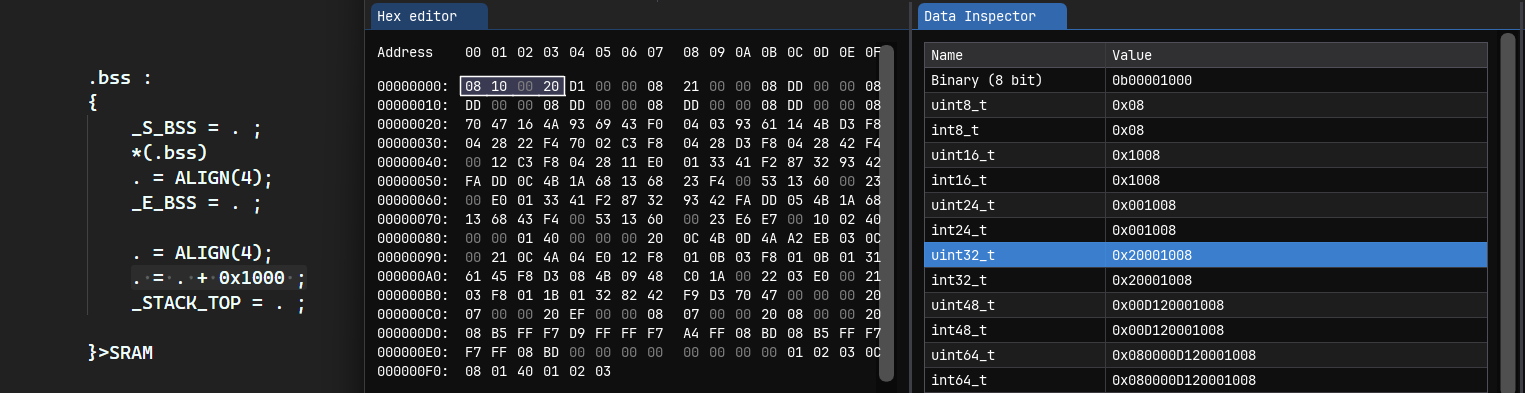 .bss :
{
_S_BSS = . ;
*(.bss)
. = ALIGN(4);
_E_BSS = . ;
. = ALIGN(4);
. = . + 0x1000 ;
_STACK_TOP = . ;
}>SRAM
Hex editor
Address 00 01 02 03 04 05 06 07 08 09 0A 0B 0C 0D 0E 0F
00000000: 08 10 00 20 D1 00 00 08 21 00 00 08 DD 00 00 08
00000010: DD 00 00 08 DD 00 00 08 DD 00 00 08 DD 00 00 08
00000020: 70 47 16 4A 93 69 43 F0 04 03 93 61 14 4B D3 F8
00000030: 04 28 22 F4 70 02 C3 F8 04 28 D3 F8 04 28 42 F4
00000040: 00 12 C3 F8 04 28 11 E0 01 33 41 F2 87 32 93 42
00000050: FA DD 0C 4B 1A 68 13 68 23 F4 00 53 13 60 00 23
00000060: 00 E0 01 33 41 F2 87 32 93 42 FA DD 05 4B 1A 68
00000070: 13 68 43 F4 00 53 13 60 00 23 E6 E7 00 10 02 40
00000080: 00 00 01 40 00 00 00 20 0C 4B 0D 4A A2 EB 03 0C
00000090: 00 21 0C 4A 04 E0 12 F8 01 0B 03 F8 01 0B 01 31
000000A0: 61 45 F8 D3 08 4B 09 48 C0 1A 00 22 03 E0 00 21
000000B0: 03 F8 01 1B 01 32 82 42 F9 D3 70 47 00 00 00 20
000000C0: 07 00 00 20 EF 00 00 08 07 00 00 20 08 00 00 20
000000D0: 08 B5 FF F7 D9 FF FF F7 A4 FF 08 BD 08 B5 FF F7
000000E0: F7 FF 08 BD 00 00 00 00 00 00 00 00 01 02 03 0C
000000F0: 08 01 40 01 02 03
Data Inspector
Name Value
Binary (8 bit) 0b00001000
uint8_t 0x08
int8_t 0x08
uint16_t 0x1008
int16_t 0x1008
uint24_t 0x001008
int24_t 0x001008
uint32_t 0x20001008
int32_t 0x20001008
uint48_t 0x00D120001008
int48_t 0x00D120001008
uint64_t 0x080000D120001008
int64_t 0x080000D120001008